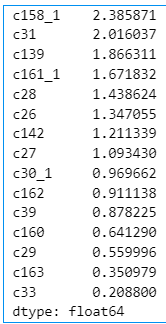 c158_1 2.385871
c31 2.016037
c139 1.866311
c161_1 1.671832
c28 1.438624
c26 1.347055
c142 1.211339
c27 1.093430
c30_1 0.969662
c162 0.911138
c39 0.878225
c160 0.641290
c29 0.559996
c163 0.350979
c33 0.208800
dtype: float64